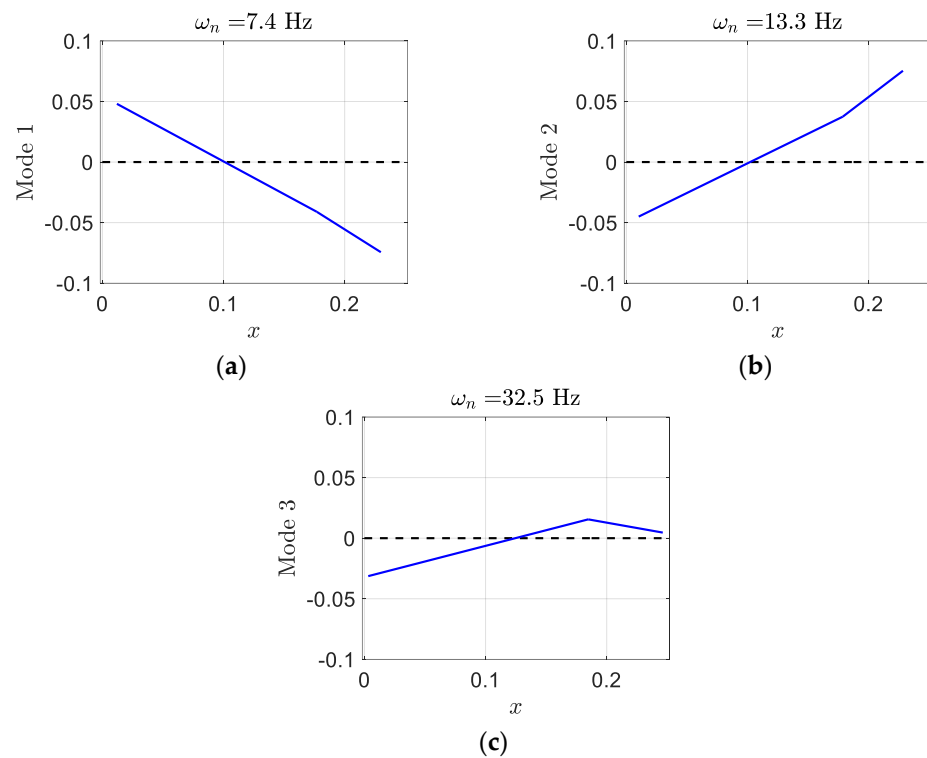 ωₙ =7.4 Hz
0.1
0.05
0
-0.05
-0.1
Mode 1
0 0.1 0.2
x
(a)
ωₙ =13.3 Hz
0.1
0.05
0
-0.05
-0.1
Mode 2
0 0.1 0.2
x
(b)
ωₙ =32.5 Hz
0.1
0.05
0
-0.05
-0.1
Mode 3
0 0.1 0.2
x
(c)